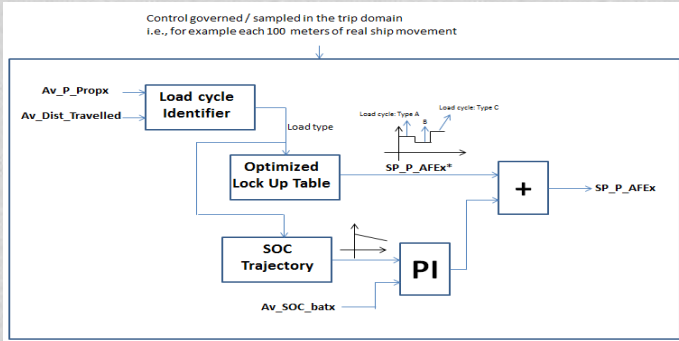 Control governed / sampled in the trip domain
i.e., for example each 100 meters of real ship movement
Av_P_Propx
Av_Dist_Travelled
Load cycle
Identifier
Load type
Load cycle: Type A
B
Load cycle: Type C
Optimized
Lock Up Table
SP_P_AFEx*
+
SP_P_AFEx
SOC
Trajectory
PI
Av_SOC_batx